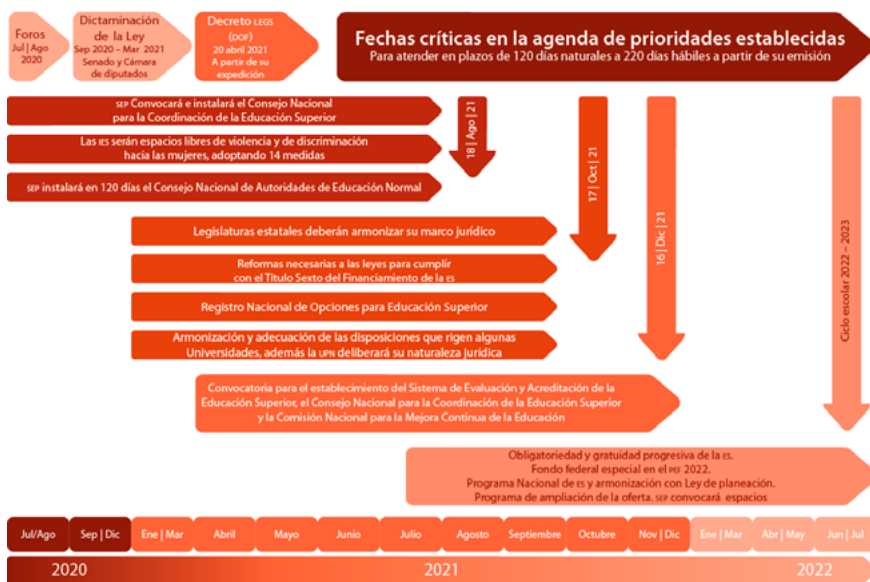 Foros
Jul | Ago
2020
Dictaminación
de la Ley
Sep 2020 – Mar 2021
Senado y Cámara
de diputados
Decreto LEGS
(DOF)
20 abril 2021
A partir de su
expedición
Fechas críticas en la agenda de prioridades establecidas
Para atender en plazos de 120 días naturales a 220 días hábiles a partir de su emisión
SEP Convocará e instalará el Consejo Nacional
para la Coordinación de la Educación Superior
Las IES serán espacios libres de violencia y de discriminación
hacia las mujeres, adoptando 14 medidas
SEP instalará en 120 días el Consejo Nacional de Autoridades de Educación Normal
18 | Ago | 21
Legislaturas estatales deberán armonizar su marco jurídico
Reformas necesarias a las leyes para cumplir
con el Título Sexto del Financiamiento de la ES
Registro Nacional de Opciones para Educación Superior
Armonización y adecuación de las disposiciones que rigen algunas
Universidades, además la UPN deliberará su naturaleza jurídica
17 | Oct | 21
Convocatoria para el establecimiento del Sistema de Evaluación y Acreditación de la
Educación Superior, el Consejo Nacional para la Coordinación de la Educación Superior
y la Comisión Nacional para la Mejora Continua de la Educación
16 | Dic | 21
Obligatoriedad y gratuidad progresiva de la ES.
Fondo federal especial en el PEF 2022.
Programa Nacional de ES y armonización con Ley de planeación.
Programa de ampliación de la oferta. SEP convocará espacios
Ciclo escolar 2022 – 2023
Jul/Ago
Sep | Dic
Ene | Mar
Abril
Mayo
Junio
Julio
Agosto
Septiembre
Octubre
Nov | Dic
Ene | Mar
Abr | May
Jun | Jul
2020
2021
2022